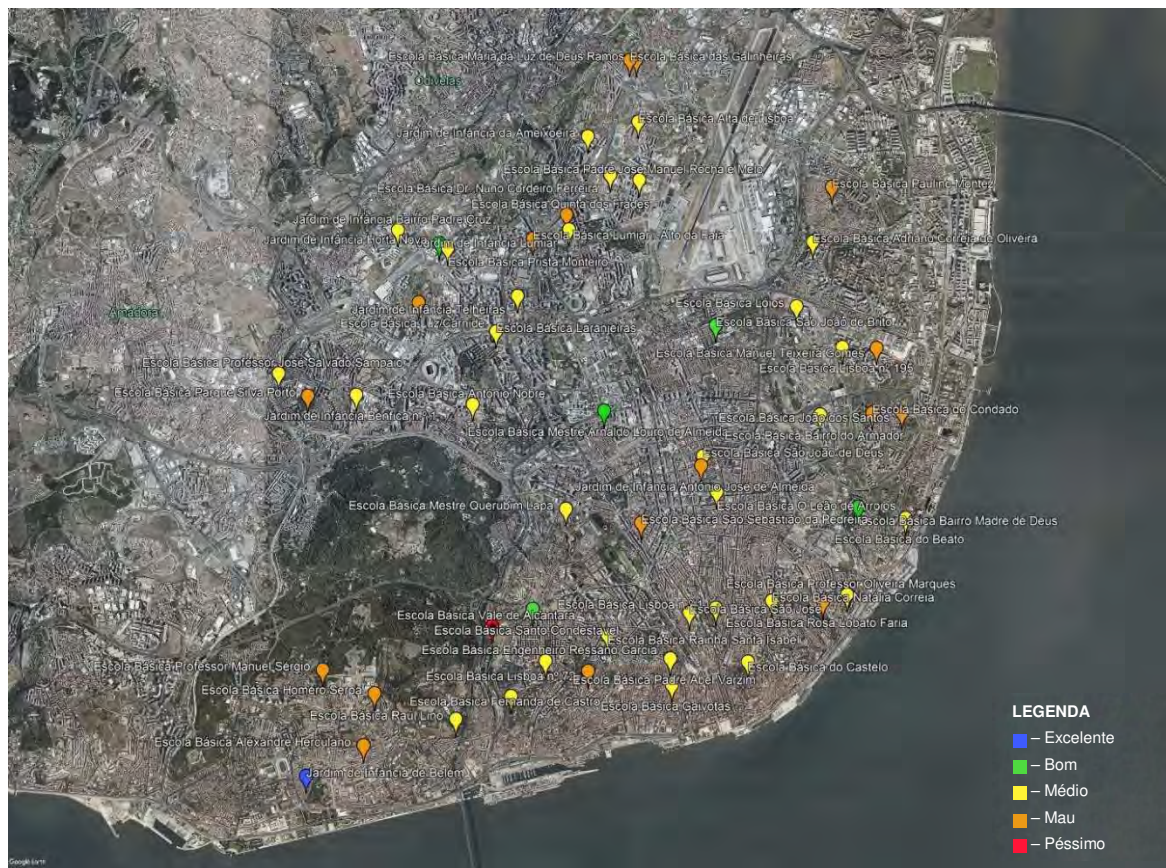 Escola Básica Maria da Luz de Deus Ramos
Escola Básica das Galinheiras
Odivelas
Escola Básica Alta de Lisboa
Jardim de Infância da Ameixoeira
Escola Básica Padre José Manuel Rocha e Melo
Escola Básica Dr. Nuno Cordeiro Ferreira
Escola Básica Paulino Montez
Escola Básica Quinta dos Frades
Jardim de Infância Bairro Padre Cruz
Jardim de Infância Horta Nova
Jardim de Infância Lumiar
Escola Básica Lumiar - Alto da Faia
Escola Básica Adriano Correia de Oliveira
Escola Básica Prista Monteiro
Amadora
Jardim de Infância Telheiras
Escola Básica Lóios
Escola Básica Luz/Carnide
Escola Básica Laranjeiras
Escola Básica São João de Brito
Escola Básica Manuel Teixeira Gomes
Escola Básica Professor José Salvado Sampaio
Escola Básica Lisboa nº 195
Escola Básica Parque Silva Porto
Escola Básica António Nobre
Jardim de Infância Benfica n
Escola Básica João dos Santos
Escola Básica do Condado
Escola Básica Mestre Arnaldo Louro de Almeida
Escola Básica Bairro do Armador
Escola Básica São João de Deus
Jardim de Infância António José de Almeida
Escola Básica Mestre Querubim Lapa
Escola Básica O Leão de Arroios
Escola Básica São Sebastião da Pedreira
Escola Básica Bairro Madre de Deus
Escola Básica do Beato
Escola Básica Professor Oliveira Marques
Escola Básica Natália Correia
Escola Básica Lisboa n
Escola Básica São José
Escola Básica Vale de Alcântara
Escola Básica Rosa Lobato Faria
Escola Básica Santo Condestável
Escola Básica Rainha Santa Isabel
Escola Básica Engenheiro Ressano Garcia
Escola Básica Professor Manuel Sérgio
Escola Básica do Castelo
Escola Básica Lisboa nº 72
Escola Básica Padre Abel Varzim
Escola Básica Homero Serpa
Escola Básica Fernanda de Castro
Escola Básica Gaivotas
Escola Básica Raul Lino
Escola Básica Alexandre Herculano
Jardim de Infância de Belém
LEGENDA
– Excelente
– Bom
– Médio
– Mau
– Péssimo
Google Earth